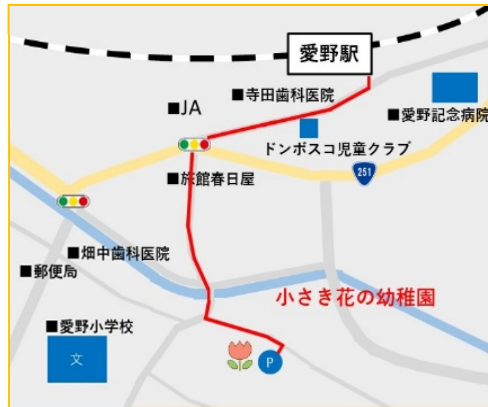 愛野駅
■寺田歯科医院
■JA
■愛野記念病院
ドンボスコ児童クラブ
■旅館春日屋
251
■畑中歯科医院
■郵便局
小さき花の幼稚園
■愛野小学校
文
P